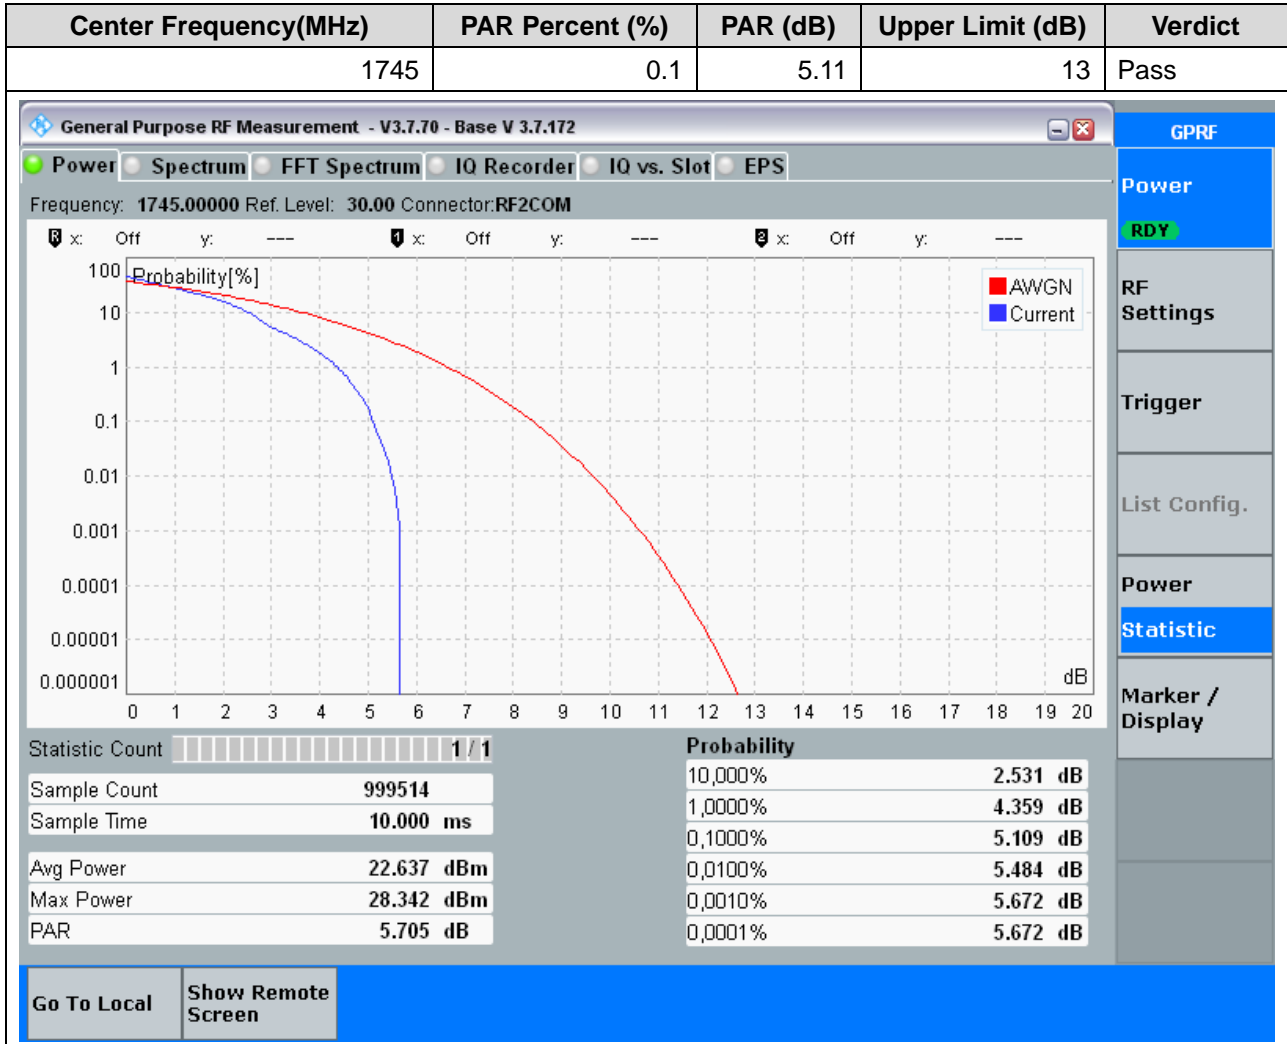 Center Frequency(MHz) PAR Percent (%) PAR (dB) Upper Limit (dB) Verdict
1745 0.1 5.11 13 Pass
General Purpose RF Measurement - V3.7.70 - Base V 3.7.172
GPRF
Power Spectrum FFT Spectrum IQ Recorder IQ vs. Slot EPS
Frequency: 1745.00000 Ref. Level: 30.00 Connector:RF2COM
R x: Off y: --- 1 x: Off y: --- 2 x: Off y: ---
Probability[%]
AWGN
Current
100
10
1
0.1
0.01
0.001
0.0001
0.00001
0.000001
dB
0 1 2 3 4 5 6 7 8 9 10 11 12 13 14 15 16 17 18 19 20
Statistic Count 1 / 1
Sample Count 999514
Sample Time 10.000 ms
Avg Power 22.637 dBm
Max Power 28.342 dBm
PAR 5.705 dB
Probability
10,000% 2.531 dB
1,0000% 4.359 dB
0,1000% 5.109 dB
0,0100% 5.484 dB
0,0010% 5.672 dB
0,0001% 5.672 dB
Power
RDY
RF
Settings
Trigger
List Config.
Power
Statistic
Marker /
Display
Go To Local
Show Remote
Screen